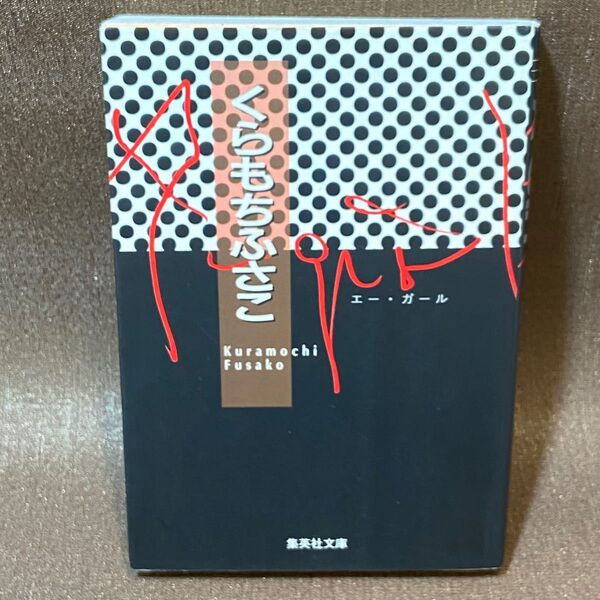 くらもちふさこ
Kuramochi
Fusako
エー・ガール
集英社文庫